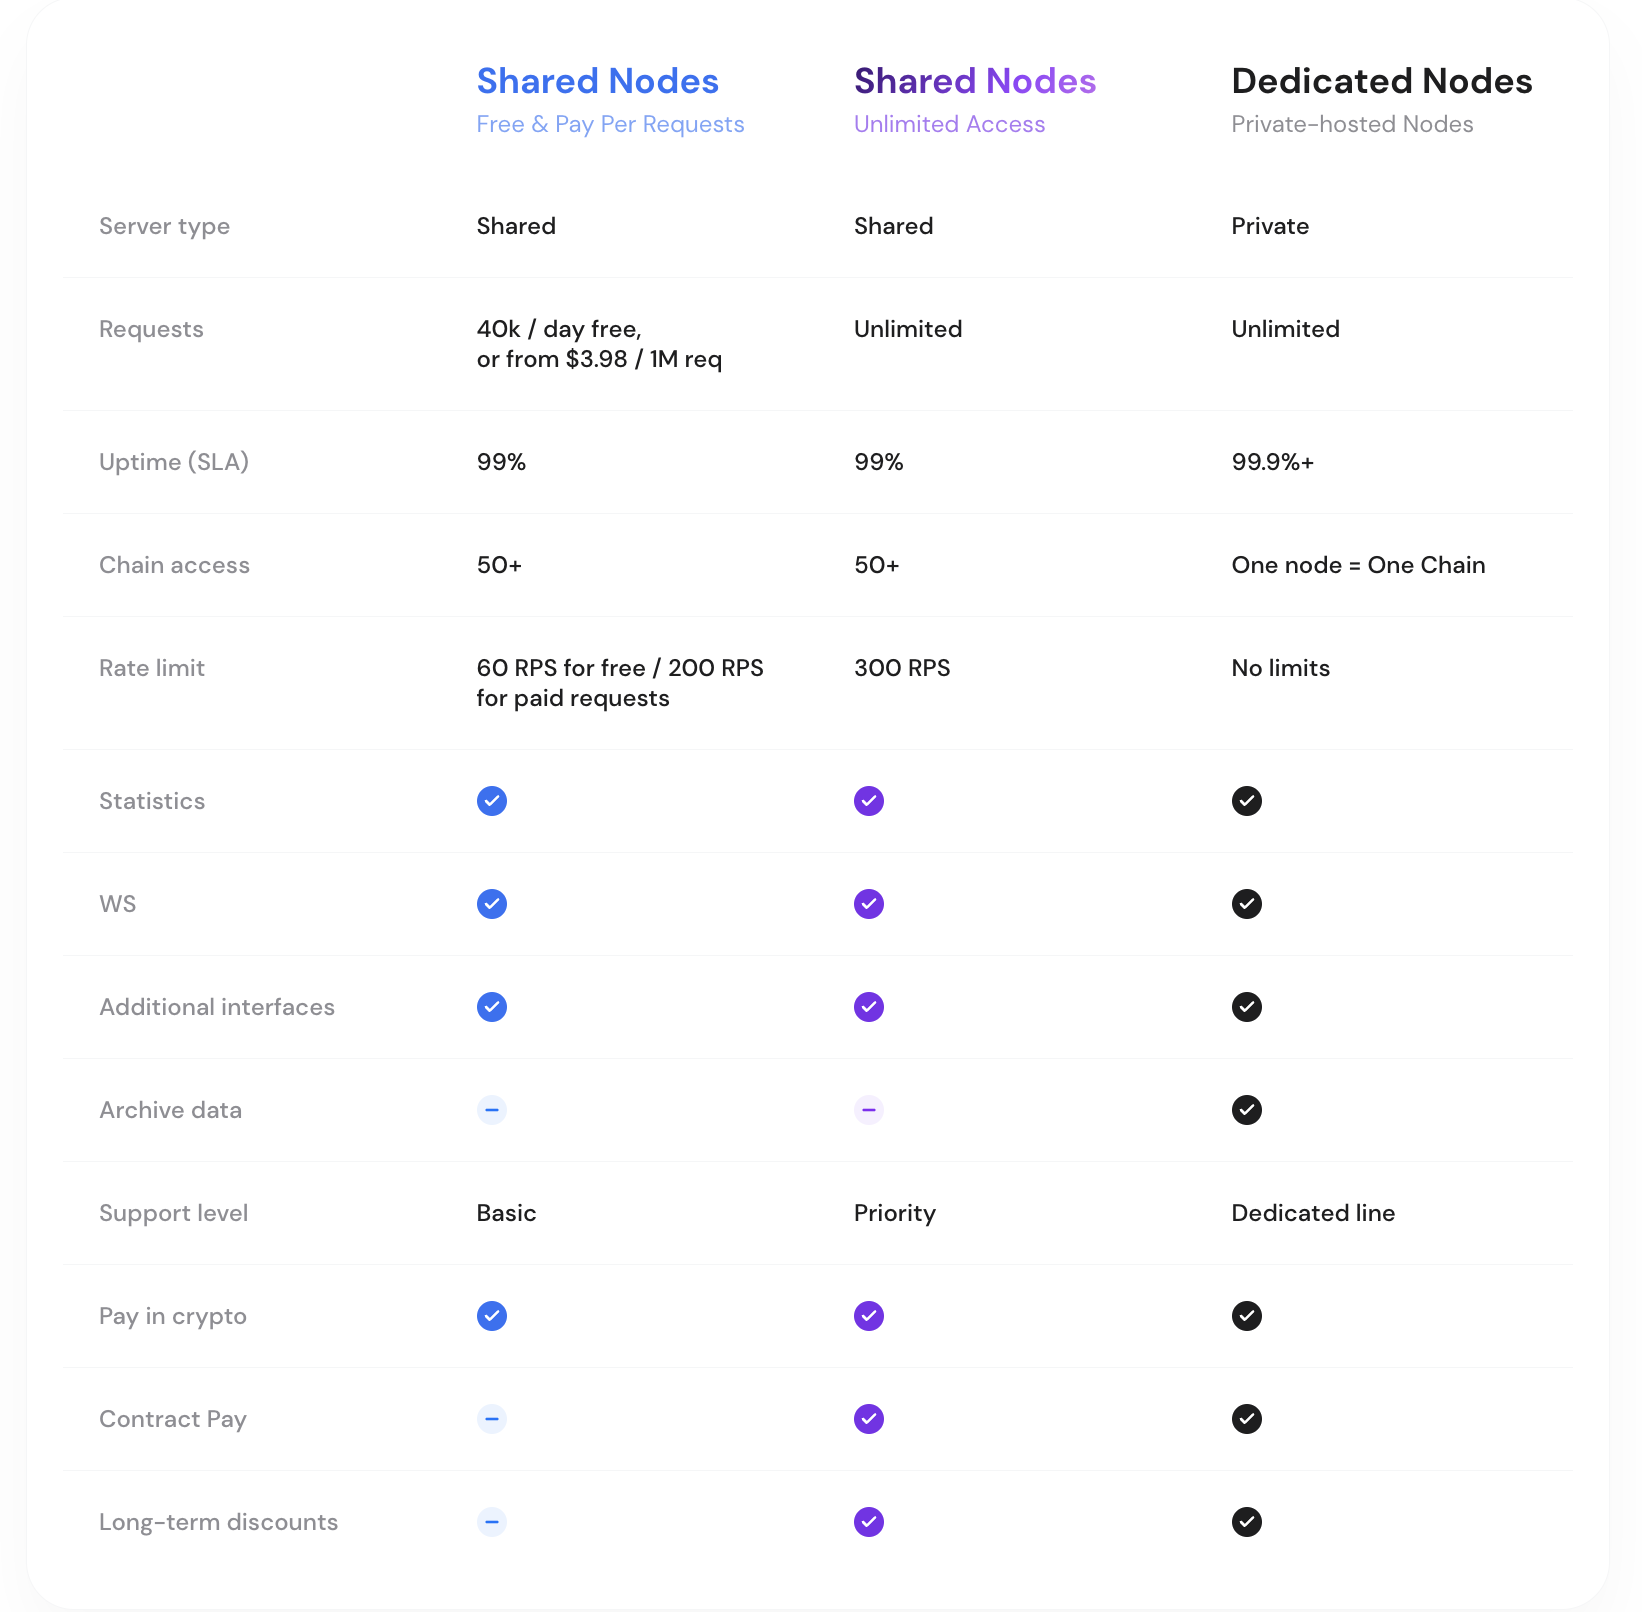 Shared Nodes
Free & Pay Per Requests
Shared Nodes
Unlimited Access
Dedicated Nodes
Private-hosted Nodes
Server type
Shared
Shared
Private
Requests
40k / day free,
or from $3.98 / 1M req
Unlimited
Unlimited
Uptime (SLA)
99%
99%
99.9%+
Chain access
50+
50+
One node = One Chain
Rate limit
60 RPS for free / 200 RPS
for paid requests
300 RPS
No limits
Statistics
WS
Additional interfaces
Archive data
Support level
Basic
Priority
Dedicated line
Pay in crypto
Contract Pay
Long-term discounts